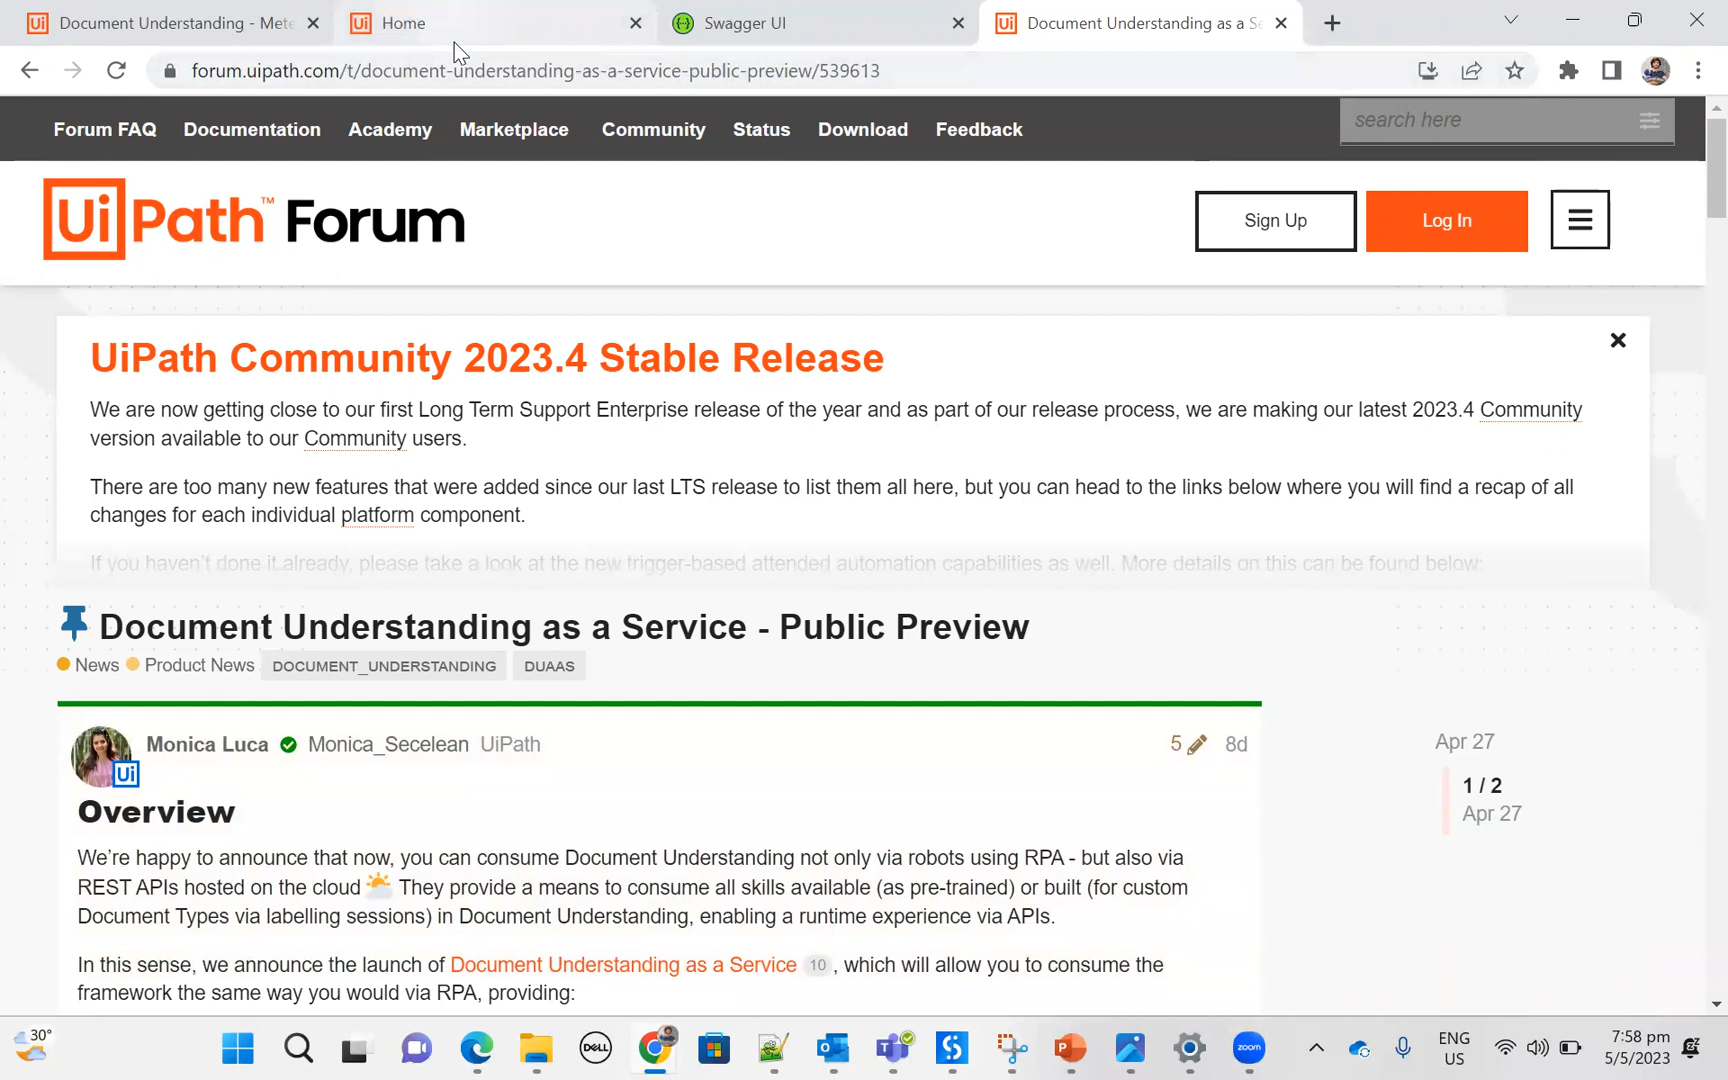 Document Understanding - Mete
Home
Swagger UI
Document Understanding as a Se
forum.uipath.com/t/document-understanding-as-a-service-public-preview/539613
Forum FAQ Documentation Academy Marketplace Community Status Download Feedback
search here
UiPath™ Forum
Sign Up
Log In
UiPath Community 2023.4 Stable Release
We are now getting close to our first Long Term Support Enterprise release of the year and as part of our release process, we are making our latest 2023.4 Community
version available to our Community users.
There are too many new features that were added since our last LTS release to list them all here, but you can head to the links below where you will find a recap of all
changes for each individual platform component.
If you haven't done it already, please take a look at the new trigger-based attended automation capabilities as well. More details on this can be found below:
Document Understanding as a Service - Public Preview
News Product News DOCUMENT_UNDERSTANDING DUAAS
Monica Luca Monica_Secelean UiPath
5 8d
Ui
Apr 27
1 / 2
Apr 27
Overview
We're happy to announce that now, you can consume Document Understanding not only via robots using RPA - but also via
REST APIs hosted on the cloud They provide a means to consume all skills available (as pre-trained) or built (for custom
Document Types via labelling sessions) in Document Understanding, enabling a runtime experience via APIs.
In this sense, we announce the launch of Document Understanding as a Service 10 , which will allow you to consume the
framework the same way you would via RPA, providing:
30°
DELL
zoom
ENG
US
7:58 pm
5/5/2023